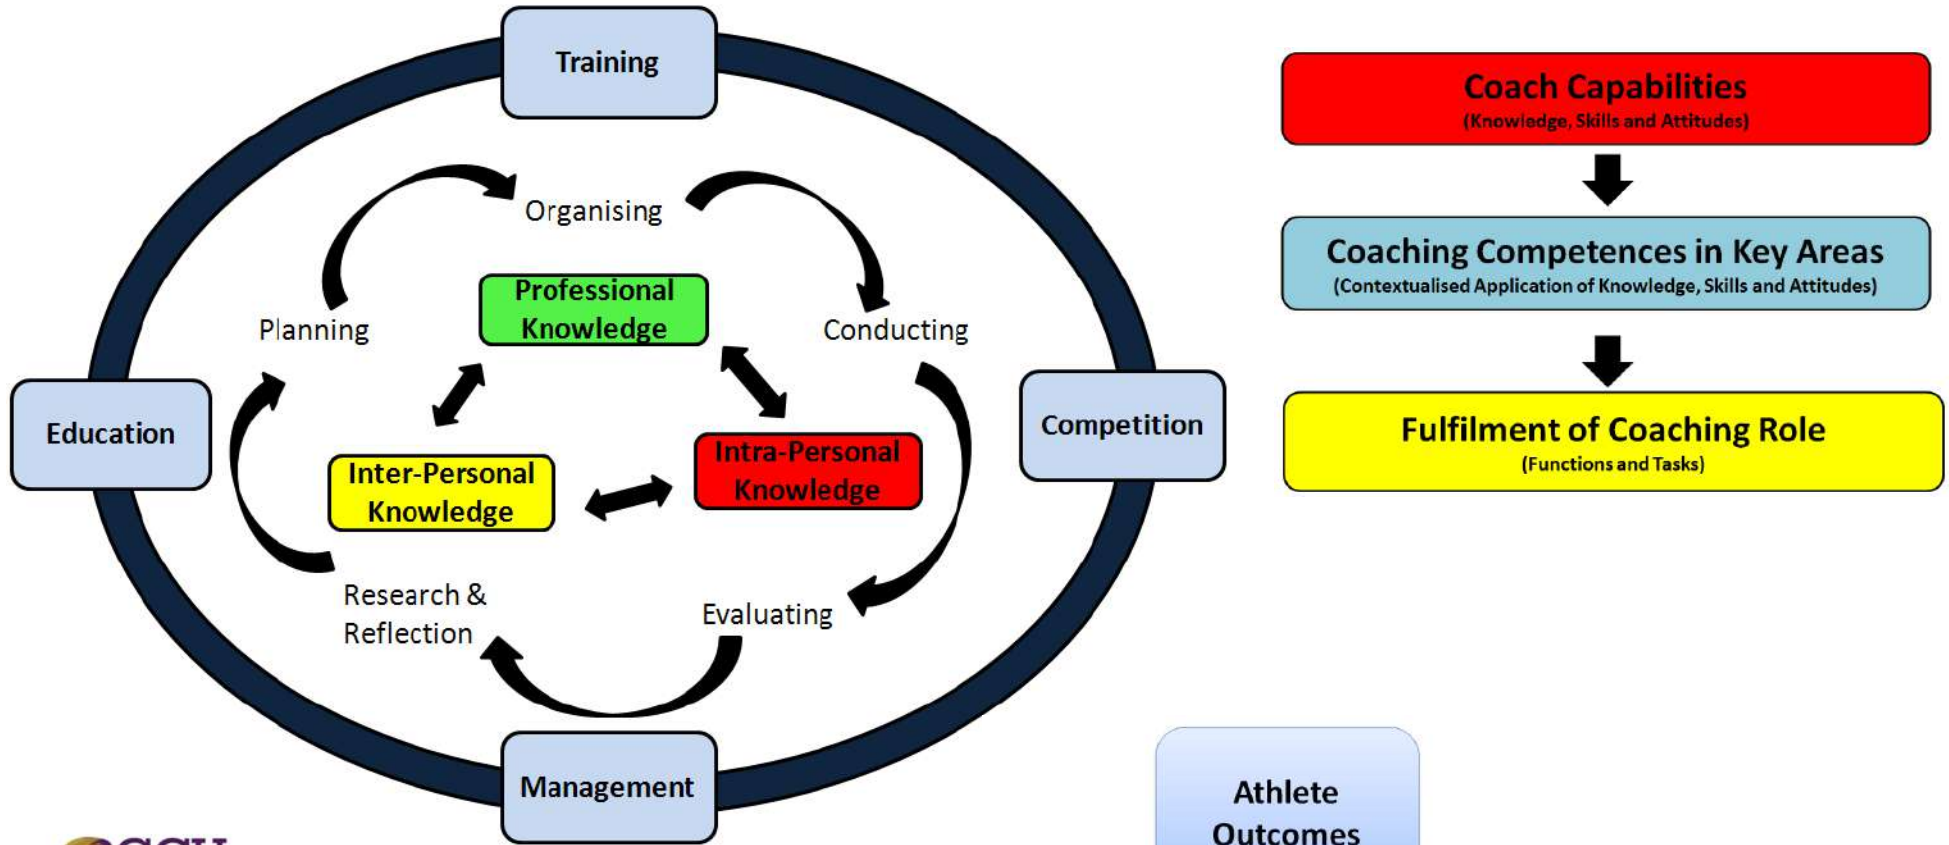 Training
Organising
Professional
Knowledge
Planning
Conducting
Education
Competition
Inter-Personal
Knowledge
Intra-Personal
Knowledge
Research &
Reflection
Evaluating
Management
Coach Capabilities
(Knowledge, Skills and Attitudes)
Coaching Competences in Key Areas
(Contextualised Application of Knowledge, Skills and Attitudes)
Fulfilment of Coaching Role
(Functions and Tasks)
Athlete
Outcomes